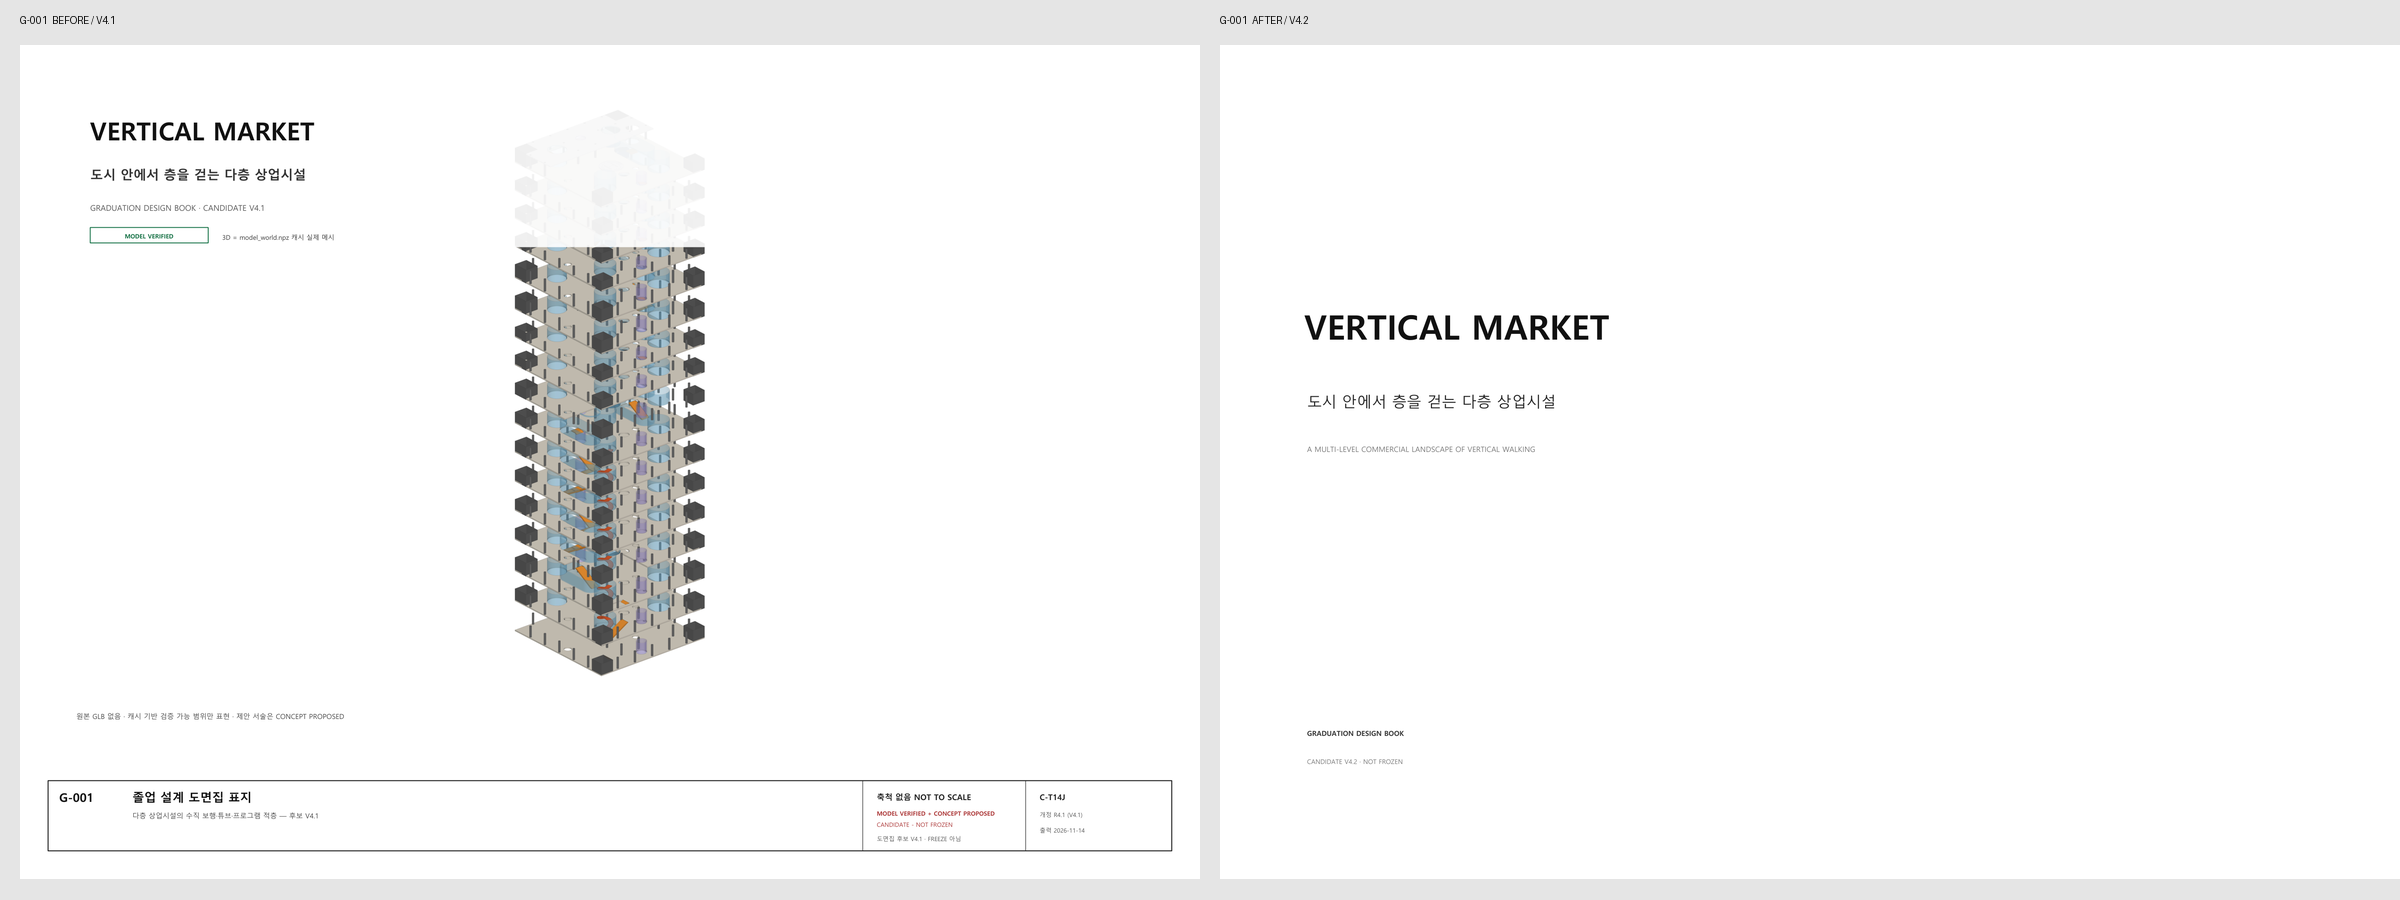 G-001 BEFORE / V4.1
VERTICAL MARKET
도시 안에서 층을 걷는 다층 상업시설
GRADUATION DESIGN BOOK · CANDIDATE V4.1
MODEL VERIFIED
3D = model_world.npz 캐시 실제 메시
원본 GLB 없음 · 캐시 기반 검증 가능 범위만 표현 · 제안 서술은 CONCEPT PROPOSED
G-001
졸업 설계 도면집 표지
다층 상업시설의 수직 보행·튜브·프로그램 적층 — 후보 V4.1
축척 없음 NOT TO SCALE
MODEL VERIFIED + CONCEPT PROPOSED
CANDIDATE - NOT FROZEN
도면집 후보 V4.1 · FREEZE 아님
C-T14J
개정 R4.1 (V4.1)
출력 2026-11-14
G-001 AFTER / V4.2
VERTICAL MARKET
도시 안에서 층을 걷는 다층 상업시설
A MULTI-LEVEL COMMERCIAL LANDSCAPE OF VERTICAL WALKING
GRADUATION DESIGN BOOK
CANDIDATE V4.2 · NOT FROZEN